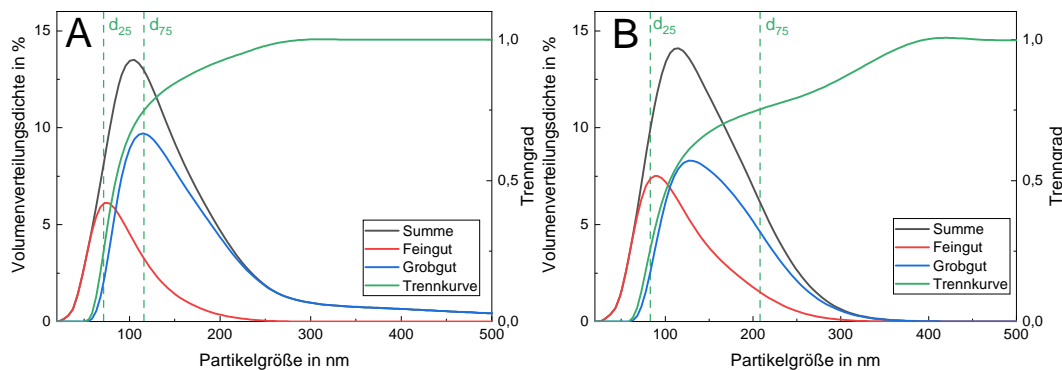 A
d25
d75
Volumenverteilungsdichte in %
15
10
5
0
1,0
0,5
0,0
Trenngrad
Summe
Feingut
Grobgut
Trennkurve
100
200
300
400
500
Partikelgröße in nm
B
d25
d75
Volumenverteilungsdichte in %
15
10
5
0
1,0
0,5
0,0
Trenngrad
Summe
Feingut
Grobgut
Trennkurve
100
200
300
400
500
Partikelgröße in nm